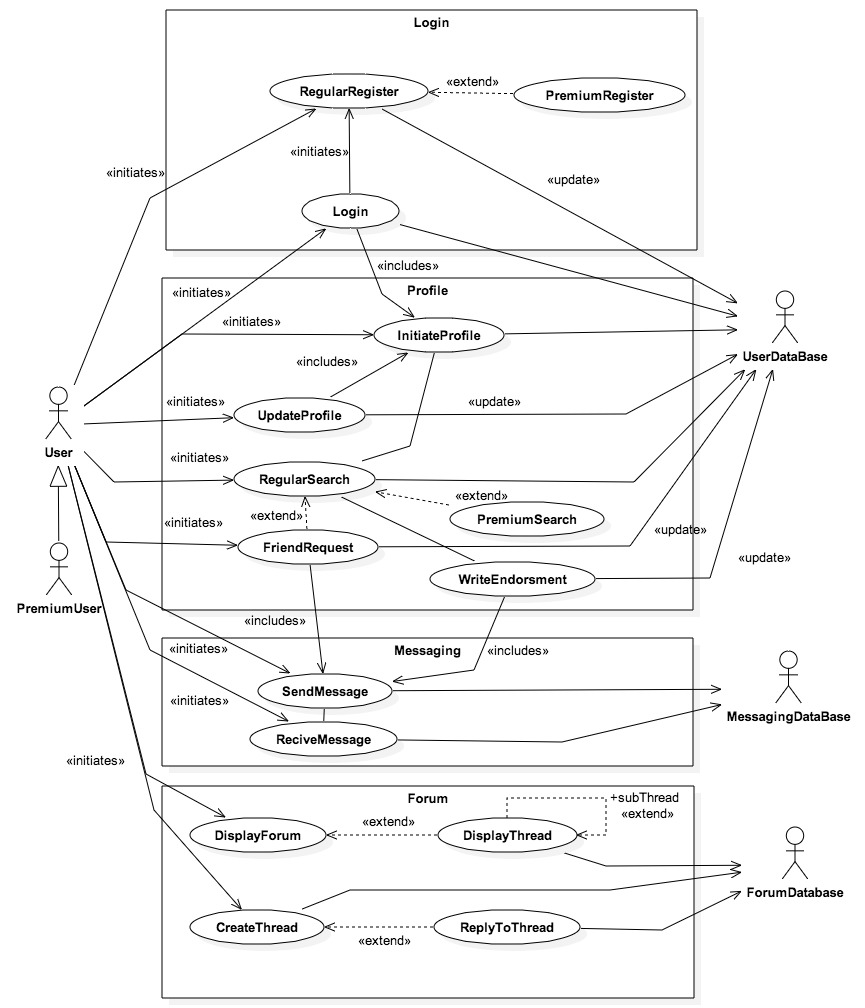 Login
RegularRegister
«extend»
PremiumRegister
«initiates»
«initiates»
«update»
Login
«includes»
Profile
«initiates»
«initiates»
InitiateProfile
UserDataBase
«includes»
«initiates»
UpdateProfile
«update»
User
«initiates»
RegularSearch
«extend»
«extend»
PremiumSearch
«initiates»
FriendRequest
«update»
WriteEndorsment
«update»
PremiumUser
«includes»
«initiates»
Messaging
«includes»
SendMessage
«initiates»
MessagingDataBase
ReciveMessage
«initiates»
Forum
+subThread
«extend»
DisplayForum
«extend»
DisplayThread
ForumDatabase
CreateThread
«extend»
ReplyToThread